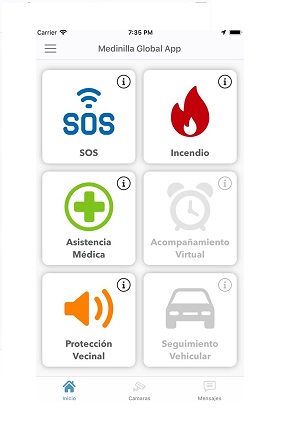 Carrier 7:35 PM
Medinilla Global App
SOS
SOS Incendio
Asistencia Médica
Acompañamiento Virtual
Protección Vecinal
Seguimiento Vehicular
Inicio Camaras Mensajes